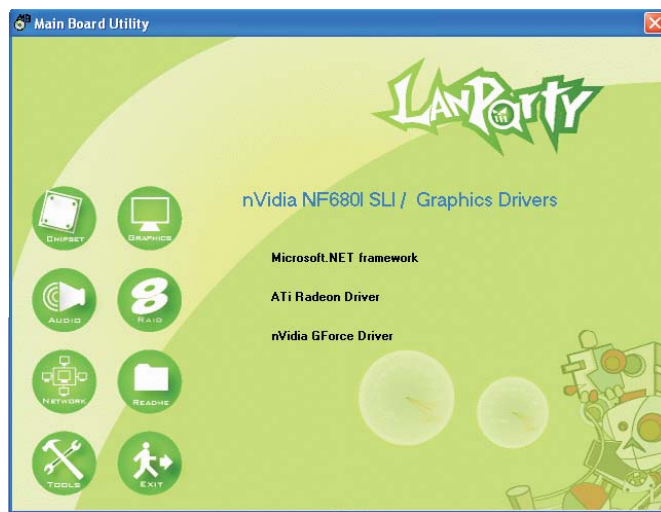 Main Board Utility
LANPARTY
nVidia NF680I SLI / Graphics Drivers
Microsoft.NET framework
ATi Radeon Driver
nVidia GForce Driver
CHIPSET
GRAPHICS
AUDIO
RAID
NETWORK
README
TOOLS
EXIT